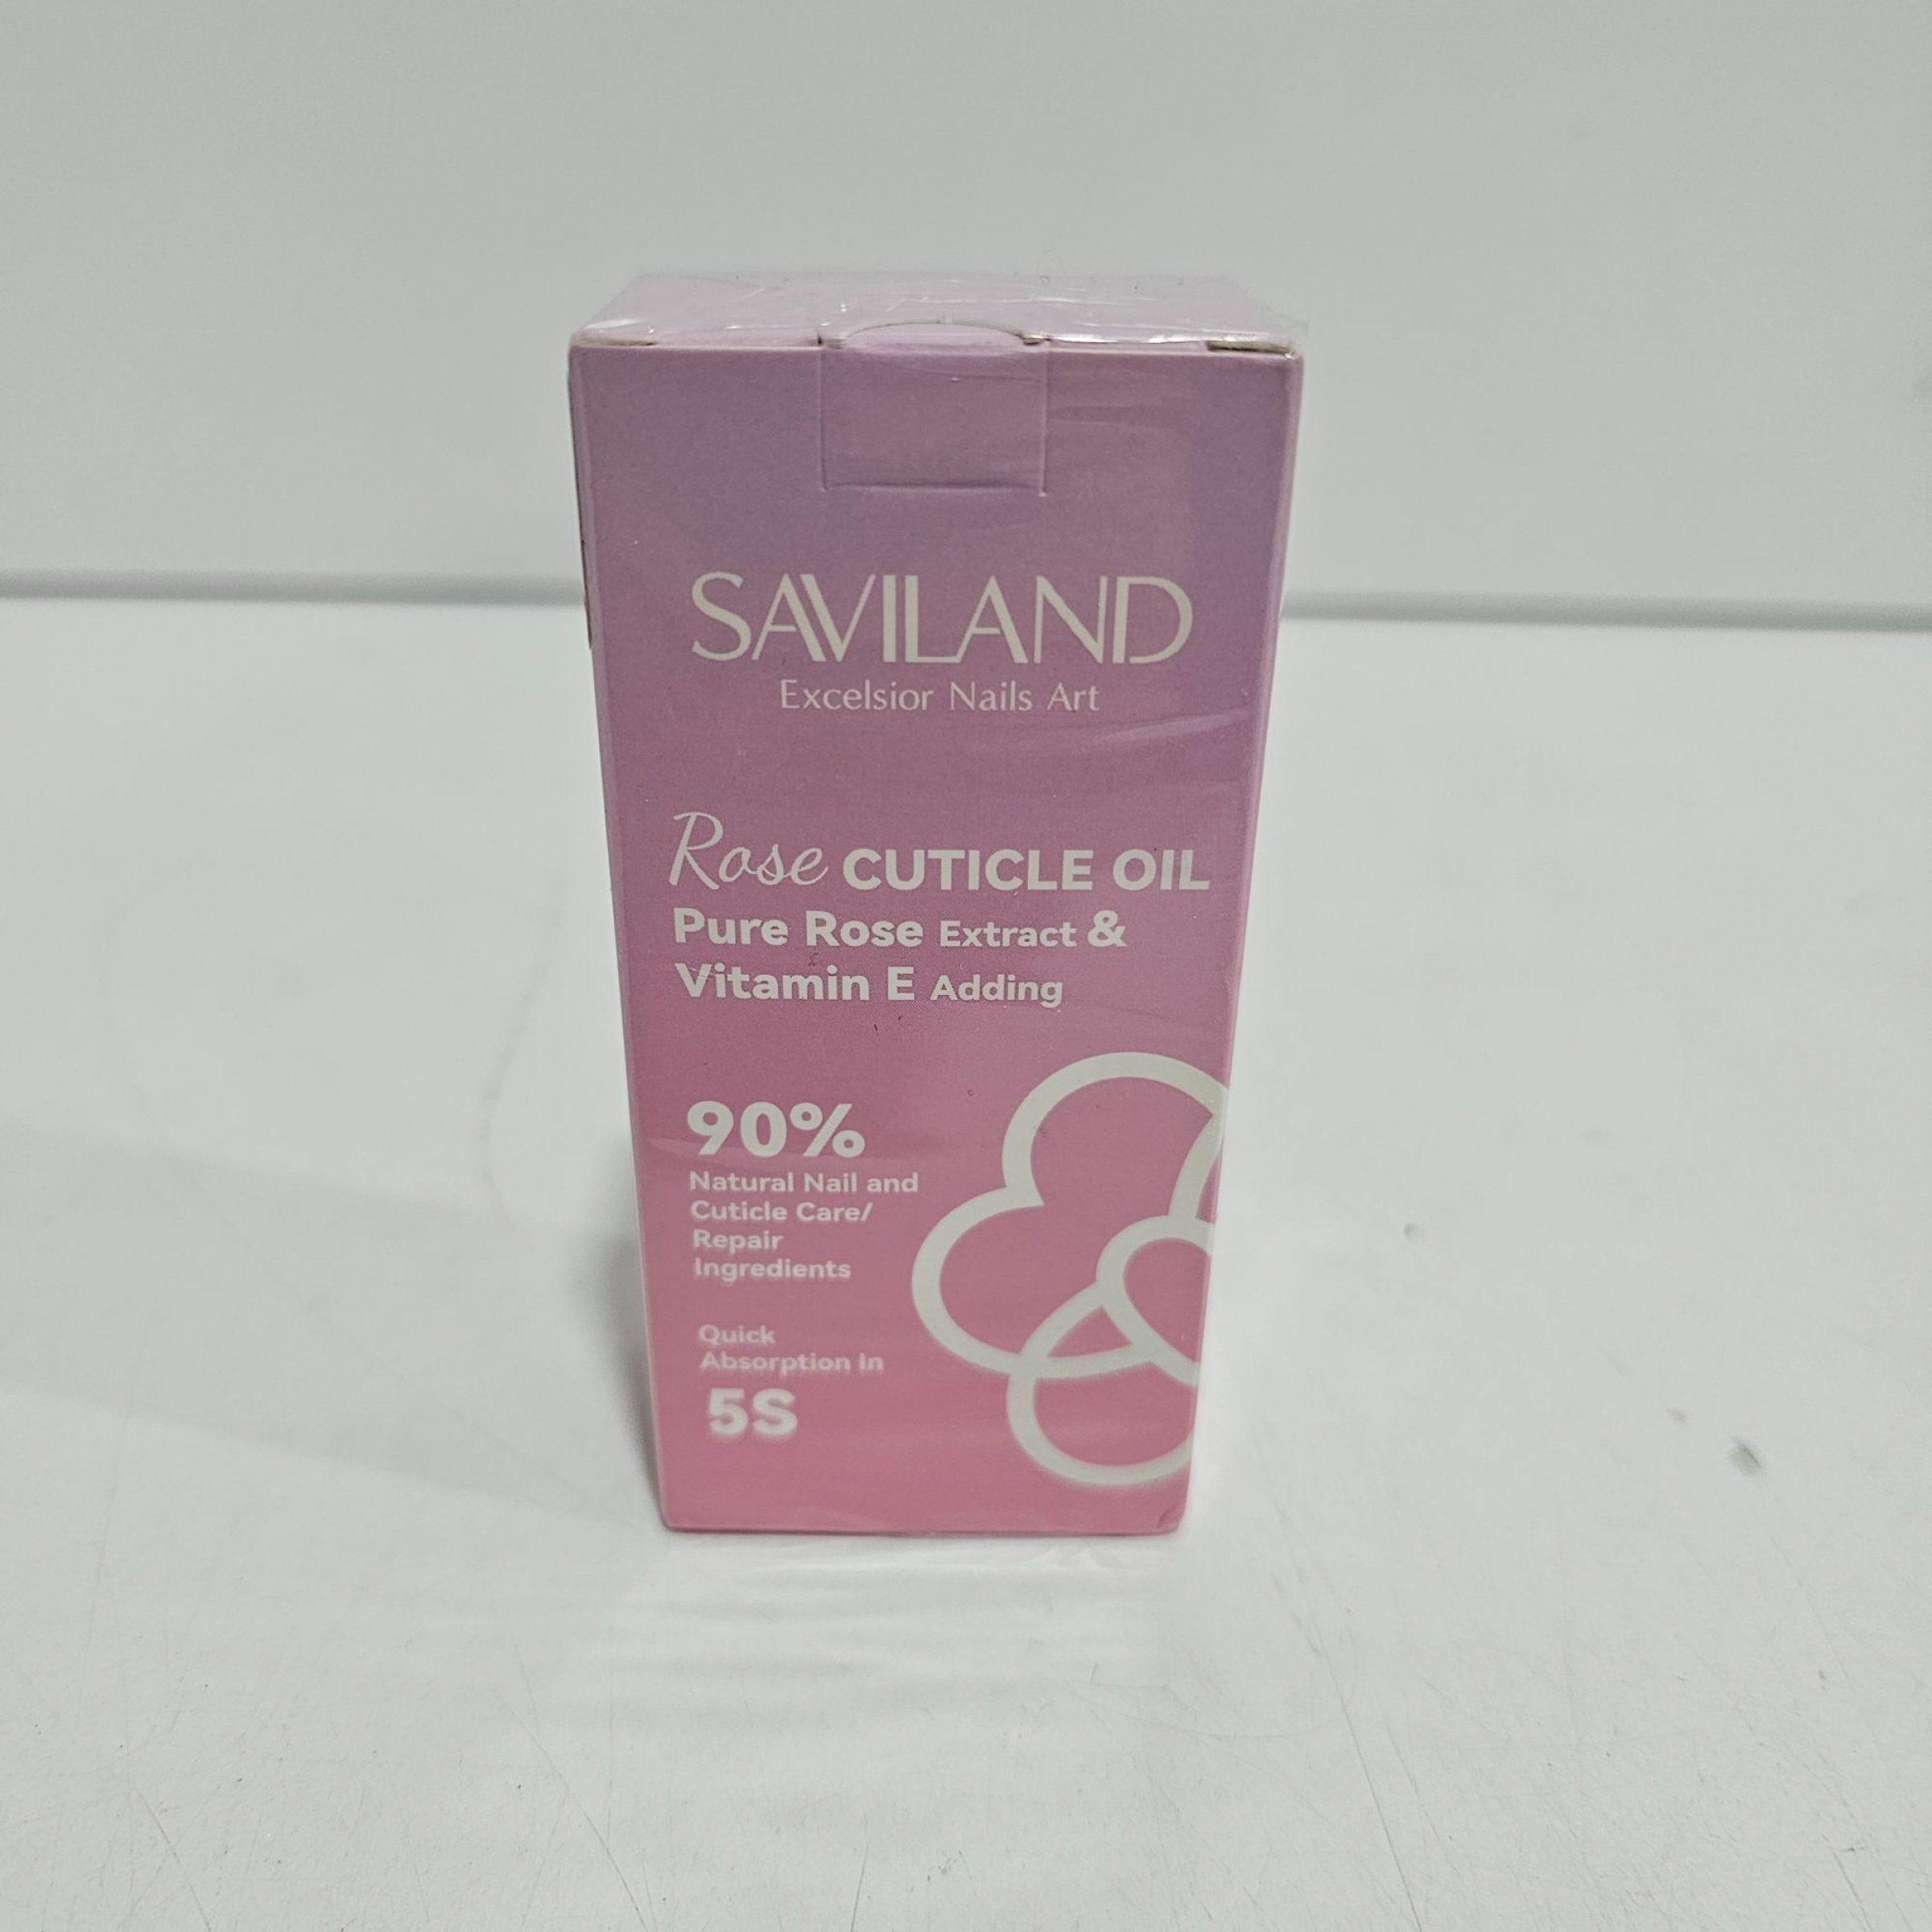 SAVILAND
Excelsior Nails Art
Rose CUTICLE OIL
Pure Rose Extract &
Vitamin E Adding
90%
Natural Nail and
Cuticle Care/
Repair
Ingredients
Quick
Absorption in
5S